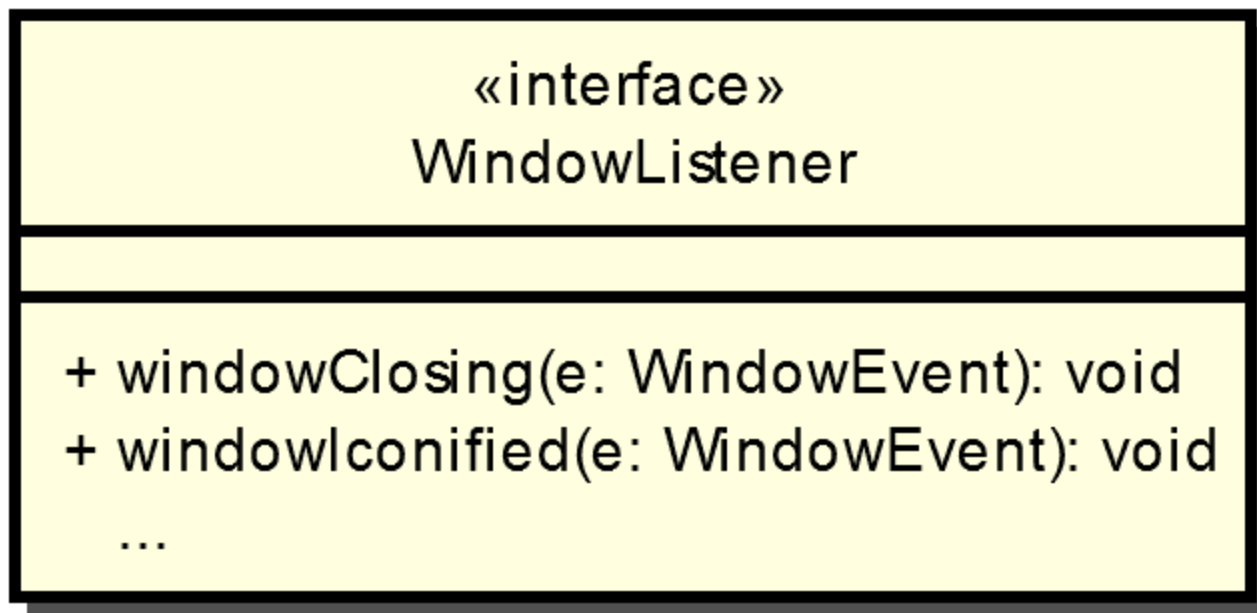 «interface»
WindowListener
+ windowClosing(e: WindowEvent): void
+ windowIconified(e: WindowEvent): void
...